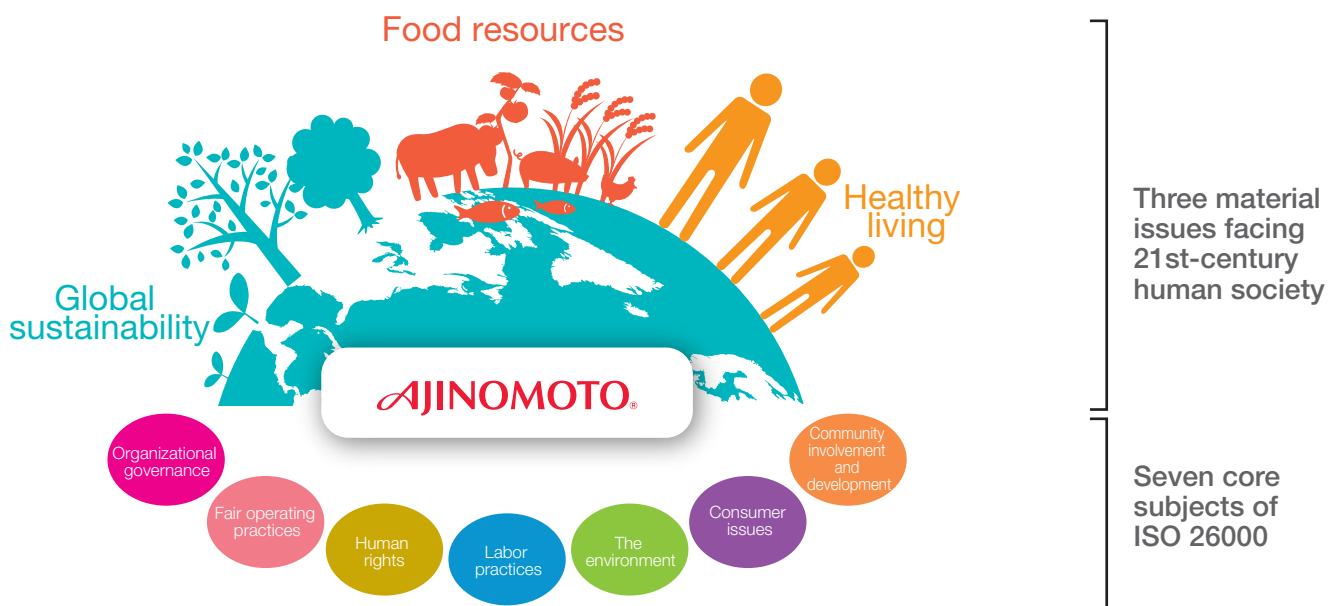 Food resources
Healthy
living
Global
sustainability
AJINOMOTO®
Three material
issues facing
21st-century
human society
Organizational
governance
Fair operating
practices
Human
rights
Labor
practices
The
environment
Consumer
issues
Community
involvement
and
development
Seven core
subjects of
ISO 26000